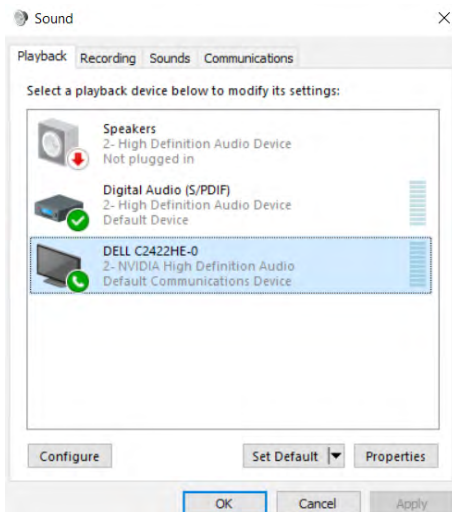 Sound
Playback Recording Sounds Communications
Select a playback device below to modify its settings:
Speakers
2- High Definition Audio Device
Not plugged in
Digital Audio (S/PDIF)
2- High Definition Audio Device
Default Device
DELL C2422HE-0
2- NVIDIA High Definition Audio
Default Communications Device
Configure Set Default Properties
OK Cancel Apply